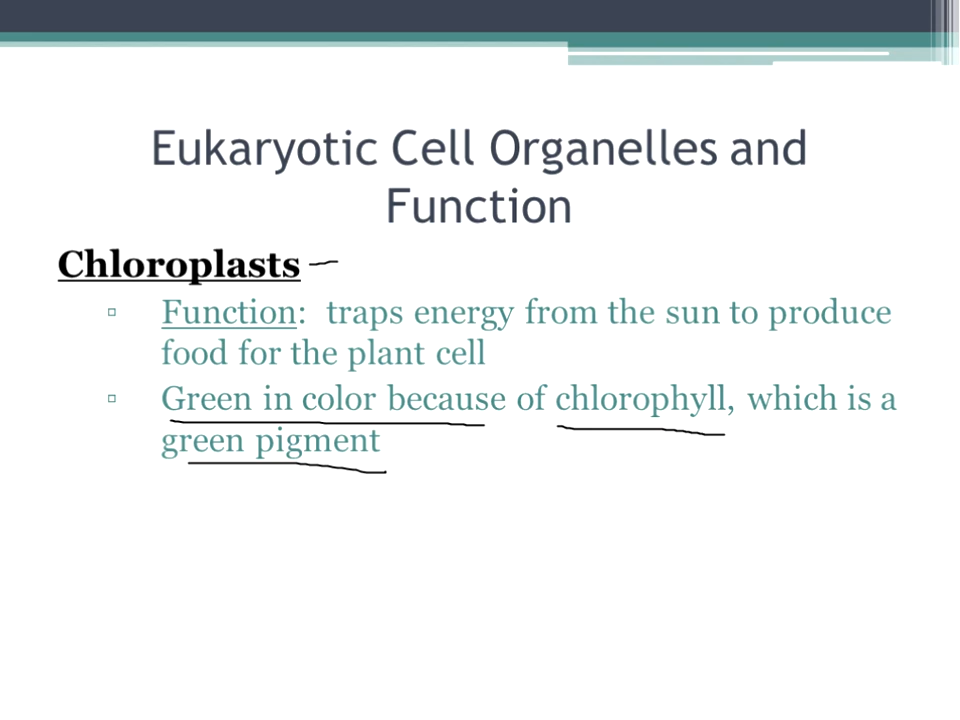 Eukaryotic Cell Organelles and
Function
Chloroplasts
▫ Function: traps energy from the sun to produce
food for the plant cell
▫ Green in color because of chlorophyll, which is a
green pigment